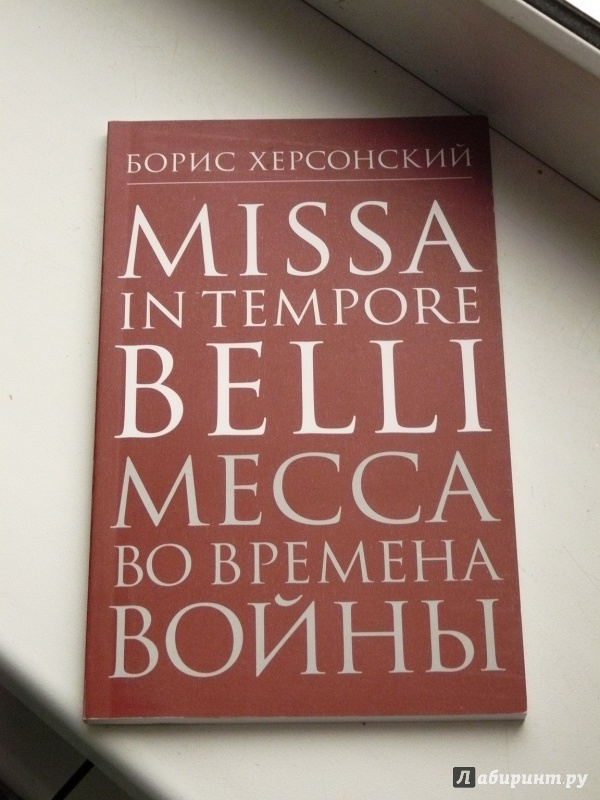 БОРИС ХЕРСОНСКИЙ
MISSA
IN TEMPORE
BELLI
МЕССА
ВО ВРЕМЕНА
ВОЙНЫ
Лабиринт.ру